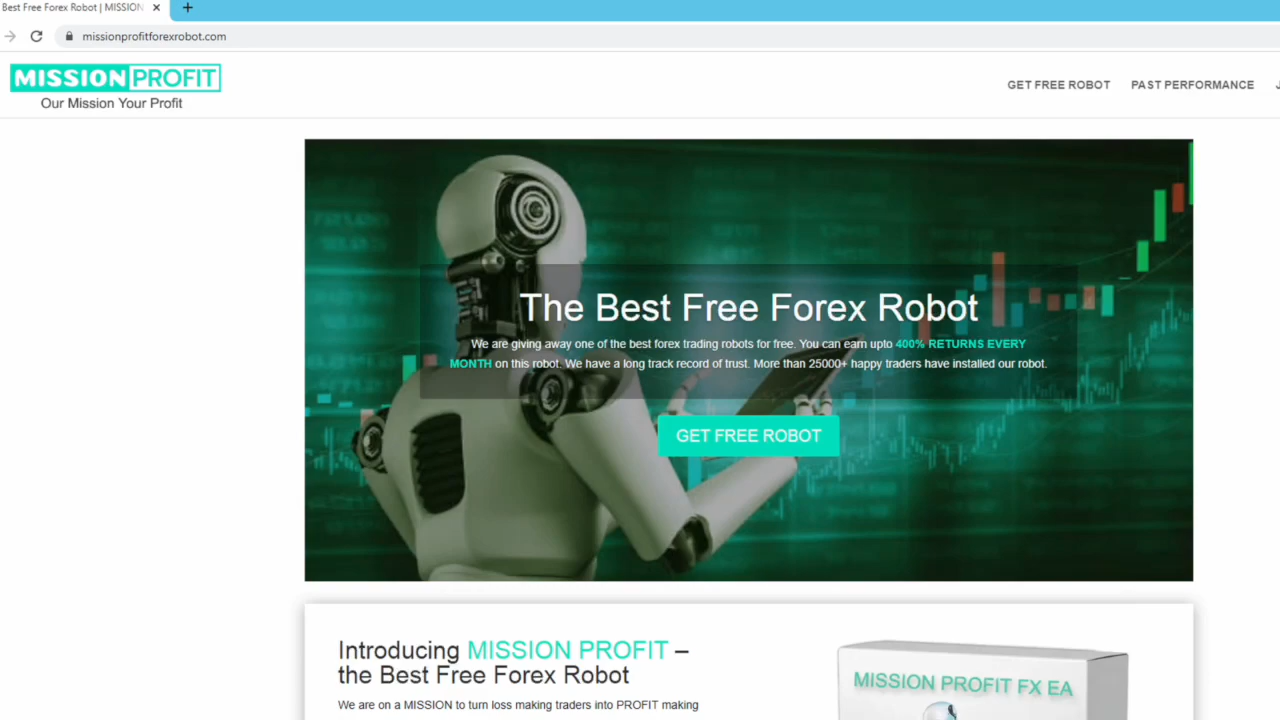 Best Free Forex Robot | MISSION
missionprofitforexrobot.com
MISSION PROFIT
Our Mission Your Profit
GET FREE ROBOT
PAST PERFORMANCE
The Best Free Forex Robot
We are giving away one of the best forex trading robots for free. You can earn upto 400% RETURNS EVERY
MONTH on this robot. We have a long track record of trust. More than 25000+ happy traders have installed our robot.
GET FREE ROBOT
Introducing MISSION PROFIT –
the Best Free Forex Robot
We are on a MISSION to turn loss making traders into PROFIT making
MISSION PROFIT FX EA